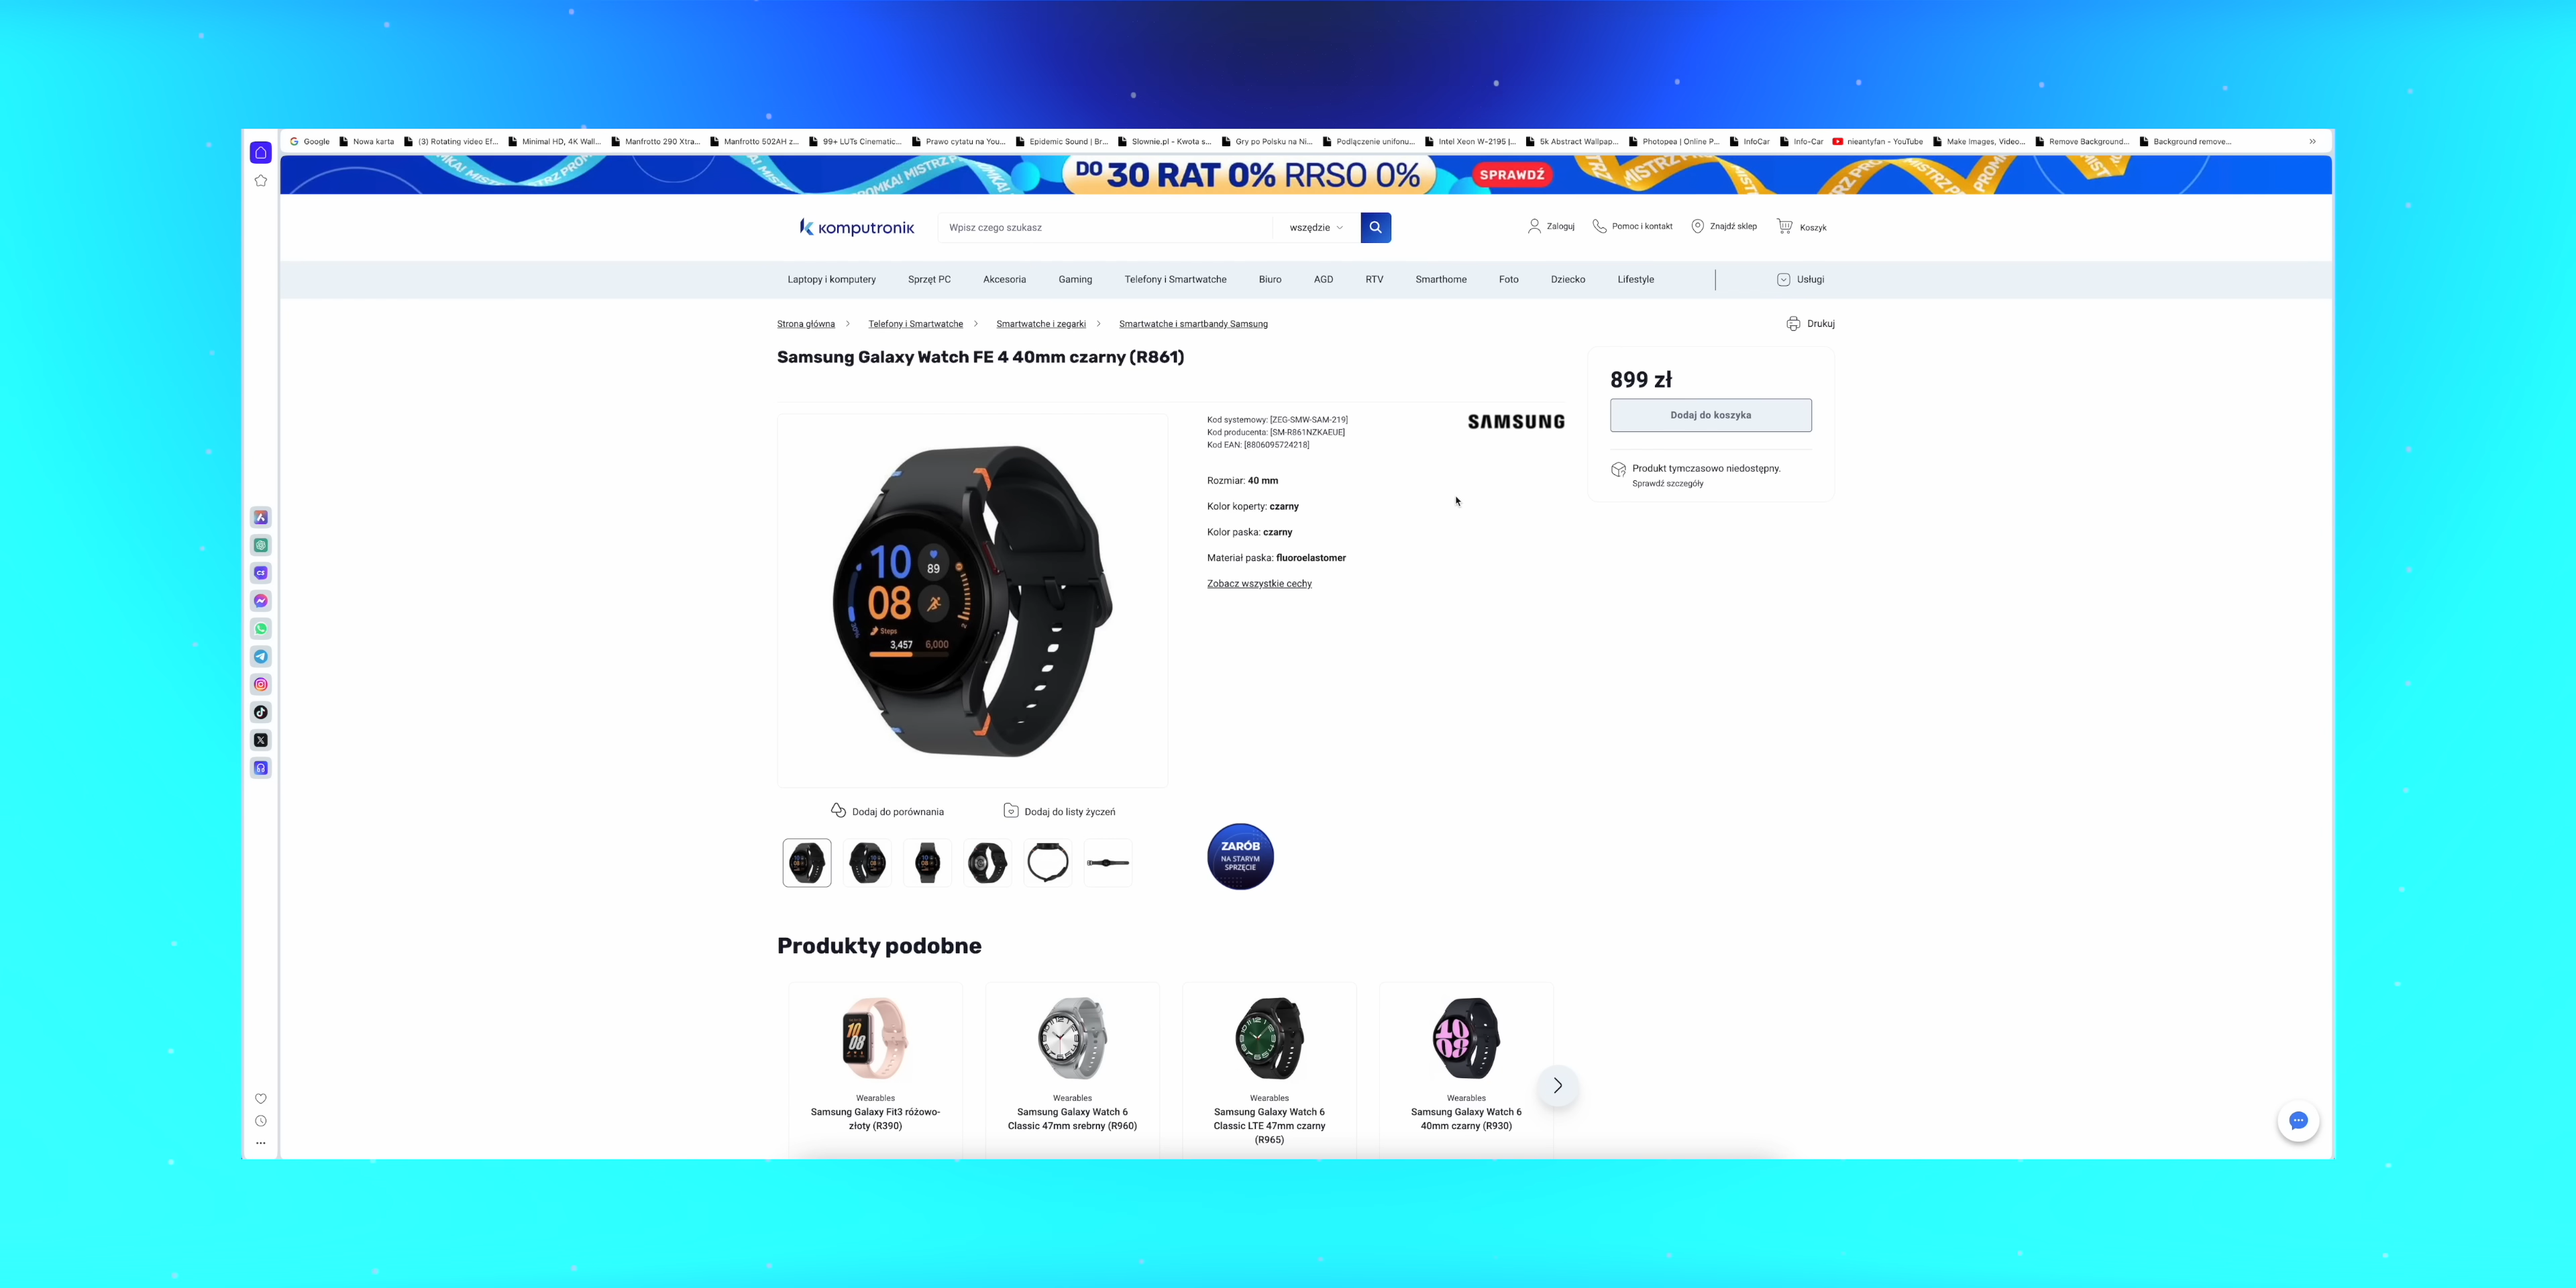 Google
Nowa karta
(3) Rotating video Ef...
Minimal HD, 4K Wall...
Manfrotto 290 Xtra...
Manfrotto 502AH z...
99+ LUTs Cinematic...
Prawo cytatu na You...
Epidemic Sound | Br...
Slownie.pl - Kwota s...
Gry po Polsku na Ni...
Podłączenie unifonu...
Intel Xeon W-2195 |...
5k Abstract Wallpap...
Photopea | Online P...
InfoCar
Info-Car
nieantyfan - YouTube
Make Images, Video...
Remove Background...
Background remove...
DO 30 RAT 0% RRSO 0%
SPRAWDŹ
komputronik
Wpisz czego szukasz
wszędzie
Zaloguj
Pomoc i kontakt
Znajdź sklep
Koszyk
Laptopy i komputery
Sprzęt PC
Akcesoria
Gaming
Telefony i Smartwatche
Biuro
AGD
RTV
Smarthome
Foto
Dziecko
Lifestyle
Usługi
Strona główna
Telefony i Smartwatche
Smartwatche i zegarki
Smartwatche i smartbandy Samsung
Drukuj
Samsung Galaxy Watch FE 4 40mm czarny (R861)
899 zł
Dodaj do koszyka
Produkt tymczasowo niedostępny.
Sprawdź szczegóły
Kod systemowy: [ZEG-SMW-SAM-219]
Kod producenta: [SM-R861NZKAEUE]
Kod EAN: [8806095724218]
SAMSUNG
Rozmiar: 40 mm
Kolor koperty: czarny
Kolor paska: czarny
Materiał paska: fluoroelastomer
Zobacz wszystkie cechy
10
89
08
Steps
3,457
6,000
Dodaj do porównania
Dodaj do listy życzeń
ZARÓB
NA STARYM
SPRZĘCIE
Produkty podobne
Wearables
Samsung Galaxy Fit3 różowo-
złoty (R390)
Wearables
Samsung Galaxy Watch 6
Classic 47mm srebrny (R960)
Wearables
Samsung Galaxy Watch 6
Classic LTE 47mm czarny
(R965)
Wearables
Samsung Galaxy Watch 6
40mm czarny (R930)